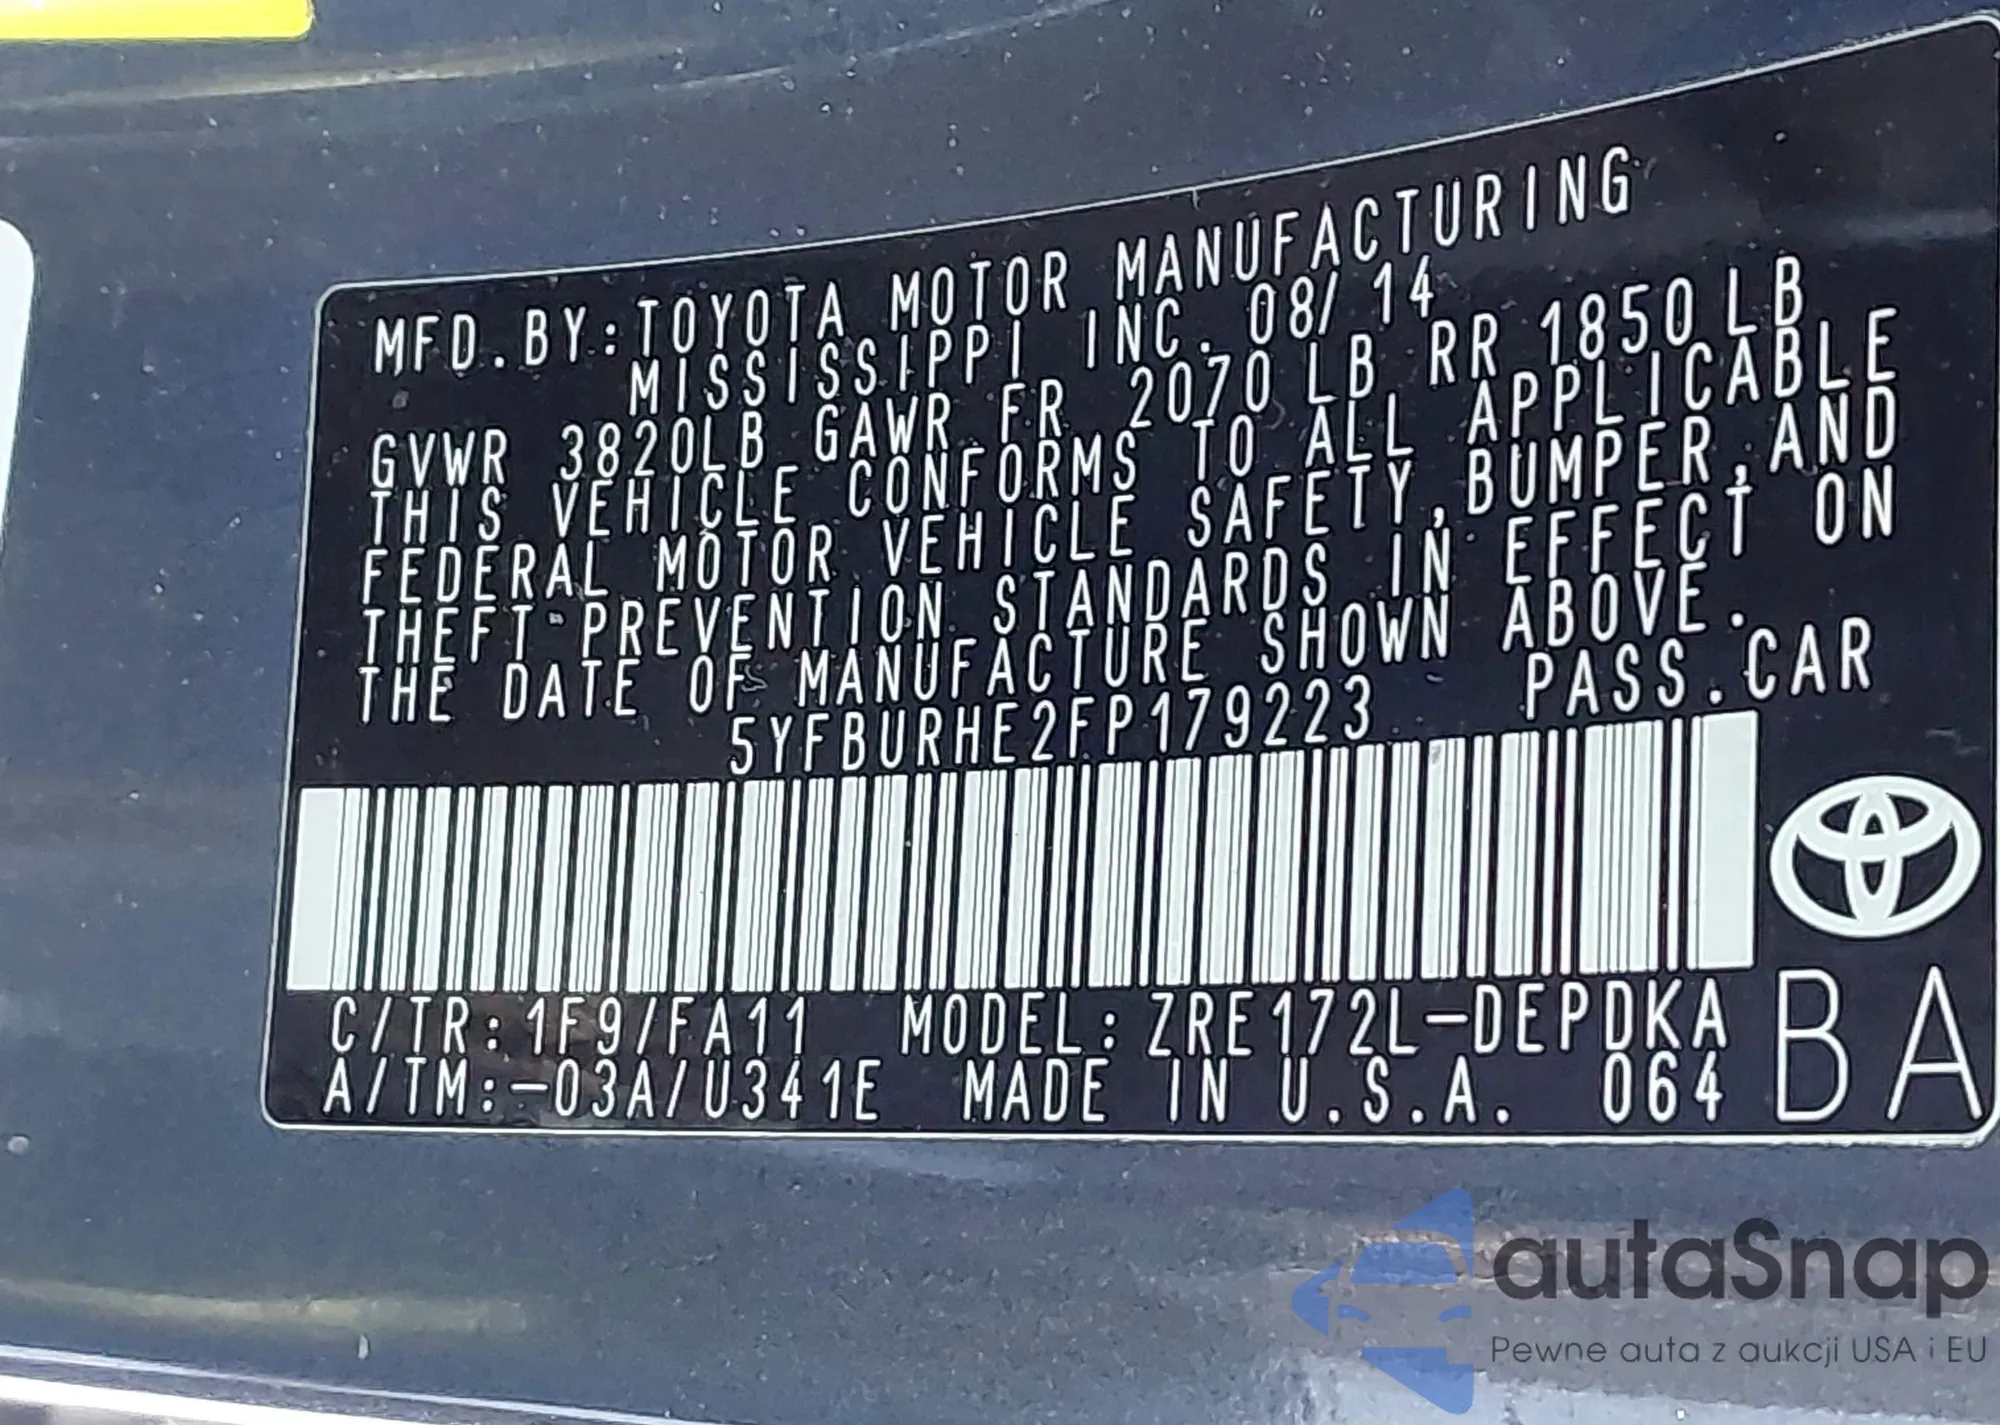 MFD.BY:TOYOTA MOTOR MANUFACTURING
MISSISSIPPI INC. 08/14
GVWR 3820LB GAWR FR 2070LB RR 1850LB
THIS VEHICLE CONFORMS TO ALL APPLICABLE
FEDERAL MOTOR VEHICLE SAFETY,BUMPER,AND
THEFT PREVENTION STANDARDS IN EFFECT ON
THE DATE OF MANUFACTURE SHOWN ABOVE.
5YFBURHE2FP179223 PASS.CAR
C/TR:1F9/FA11 MODEL:ZRE172L-DEPDKA
A/TM:-03A/U341E MADE IN U.S.A. 064
BA
autaSnap
Pewne auta z aukcji USA i EU